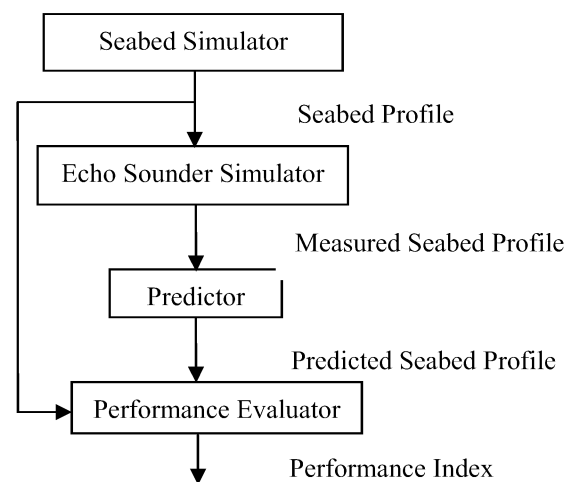 Seabed Simulator
Seabed Profile
Echo Sounder Simulator
Measured Seabed Profile
Predictor
Predicted Seabed Profile
Performance Evaluator
Performance Index